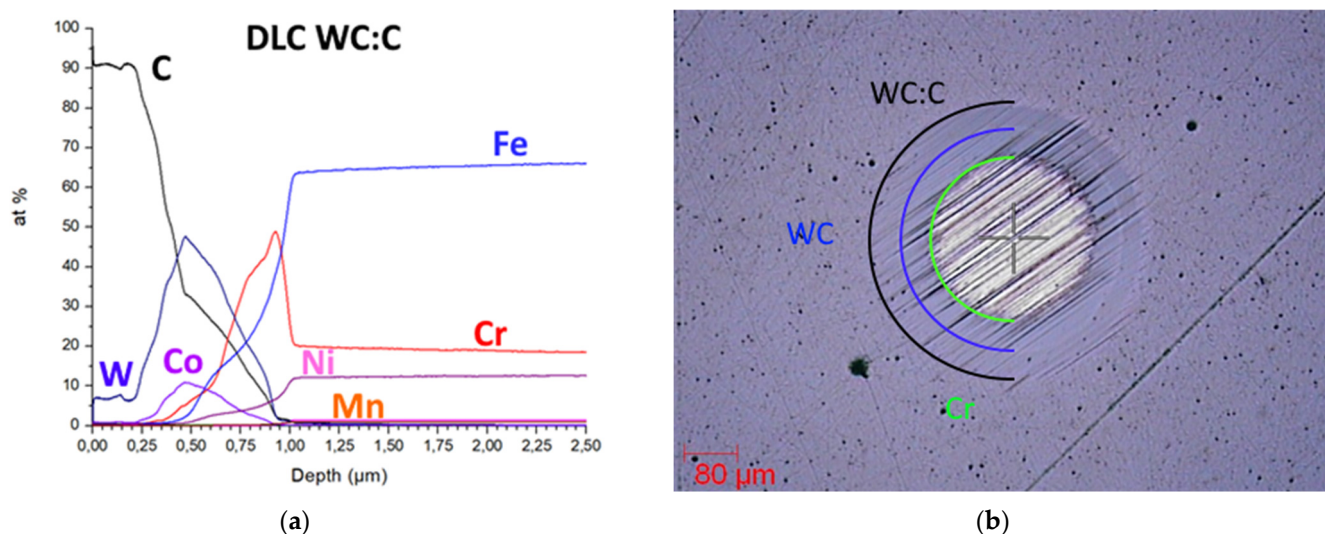 DLC WC:C
100
90
80
70
60
50
40
30
20
10
0
at %
C
Fe
W
Co
Cr
Ni
Mn
0,00 0,25 0,50 0,75 1,00 1,25 1,50 1,75 2,00 2,25 2,50
Depth (µm)
(a)
WC:C
WC
Cr
80 µm
(b)